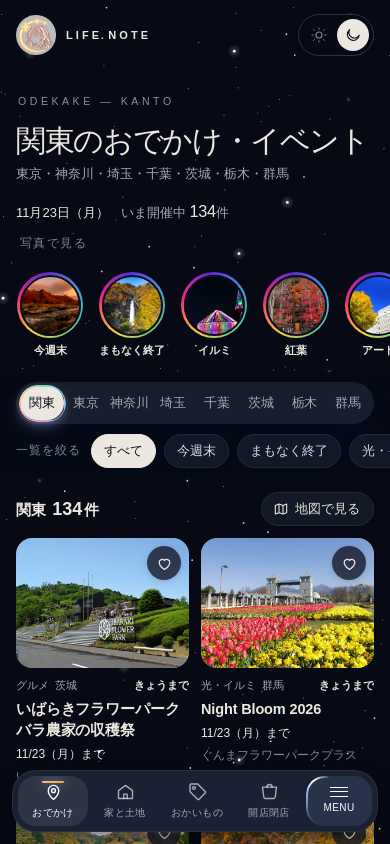 LIFE.NOTE
ODEKAKE — KANTO
関東のおでかけ・イベント
東京・神奈川・埼玉・千葉・茨城・栃木・群馬
11月23日（月） いま開催中 134件
写真で見る
今週末 まもなく終了 イルミ 紅葉 アート
関東 東京 神奈川 埼玉 千葉 茨城 栃木 群馬
一覧を絞る すべて 今週末 まもなく終了 光・
関東 134件
地図で見る
IBARAKI
FLOWER
PARK
グルメ 茨城 きょうまで
いばらきフラワーパーク
バラ農家の収穫祭
11/23（月）まで
光・イルミ 群馬 きょうまで
Night Bloom 2026
11/23（月）まで
ぐんまフラワーパークプラス
おでかけ 家と土地 おかいもの 開店閉店 MENU